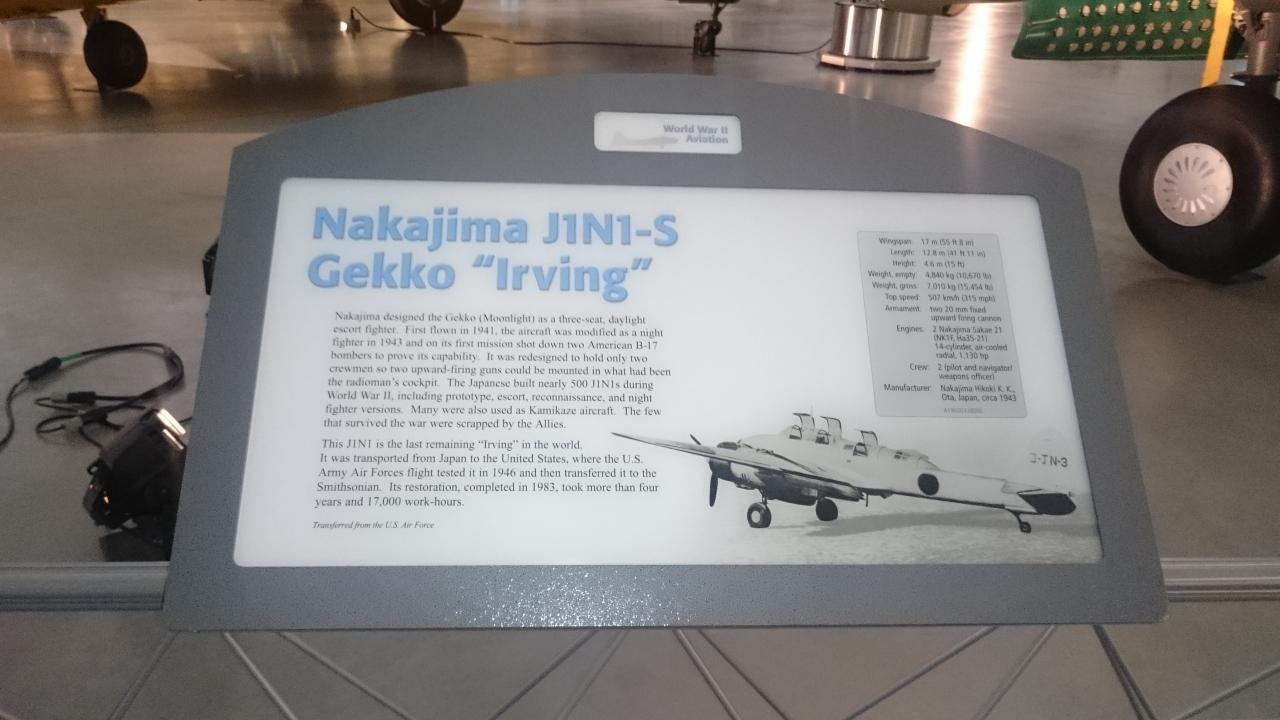 World War II
Aviation
Nakajima J1N1-S
Gekko "Irving"
Nakajima designed the Gekko (Moonlight) as a three-seat, daylight
escort fighter. First flown in 1941, the aircraft was modified as a night
fighter in 1943 and on its first mission shot down two American B-17
bombers to prove its capability. It was redesigned to hold only two
crewmen so two upward-firing guns could be mounted in what had been
the radioman's cockpit. The Japanese built nearly 500 J1N1s during
World War II, including prototype, escort, reconnaissance, and night
fighter versions. Many were also used as Kamikaze aircraft. The few
that survived the war were scrapped by the Allies.
This J1N1 is the last remaining "Irving" in the world.
It was transported from Japan to the United States, where the U.S.
Army Air Forces flight tested it in 1946 and then transferred it to the
Smithsonian. Its restoration, completed in 1983, took more than four
years and 17,000 work-hours.
Transferred from the U.S. Air Force
Wingspan: 17 m (55 ft 8 in)
Length: 12.8 m (41 ft 11 in)
Height: 4.6 m (15 ft)
Weight, empty: 4,840 kg (10,670 lb)
Weight, gross: 7,010 kg (15,454 lb)
Top speed: 507 km/h (315 mph)
Armament: two 20 mm fixed
upward firing cannon
Engines: 2 Nakajima Sakae 21
(NK1F, Ha35-21)
14-cylinder, air-cooled
radial, 1,130 hp
Crew: 2 (pilot and navigator/
weapons officer)
Manufacturer: Nakajima Hikoki K. K.,
Ota, Japan, circa 1943
J-1N-3